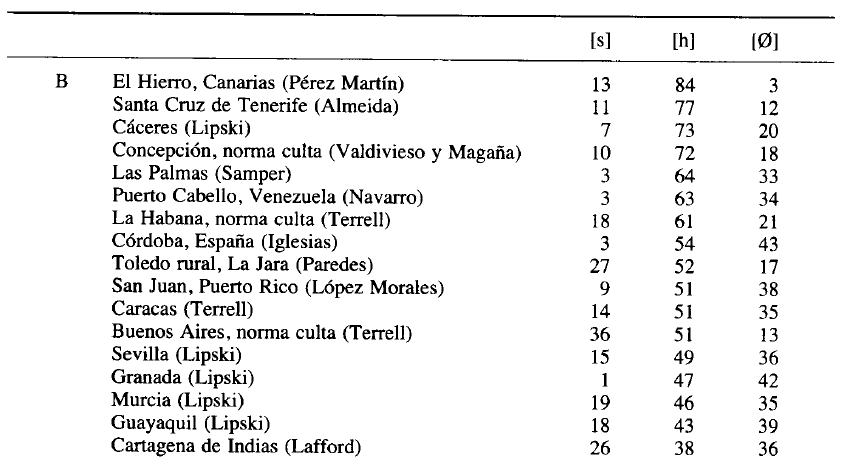 [s] [h] [Ø]
B El Hierro, Canarias (Pérez Martín) 13 84 3
Santa Cruz de Tenerife (Almeida) 11 77 12
Cáceres (Lipski) 7 73 20
Concepción, norma culta (Valdivieso y Magaña) 10 72 18
Las Palmas (Samper) 3 64 33
Puerto Cabello, Venezuela (Navarro) 3 63 34
La Habana, norma culta (Terrell) 18 61 21
Córdoba, España (Iglesias) 3 54 43
Toledo rural, La Jara (Paredes) 27 52 17
San Juan, Puerto Rico (López Morales) 9 51 38
Caracas (Terrell) 14 51 35
Buenos Aires, norma culta (Terrell) 36 51 13
Sevilla (Lipski) 15 49 36
Granada (Lipski) 1 47 42
Murcia (Lipski) 19 46 35
Guayaquil (Lipski) 18 43 39
Cartagena de Indias (Lafford) 26 38 36